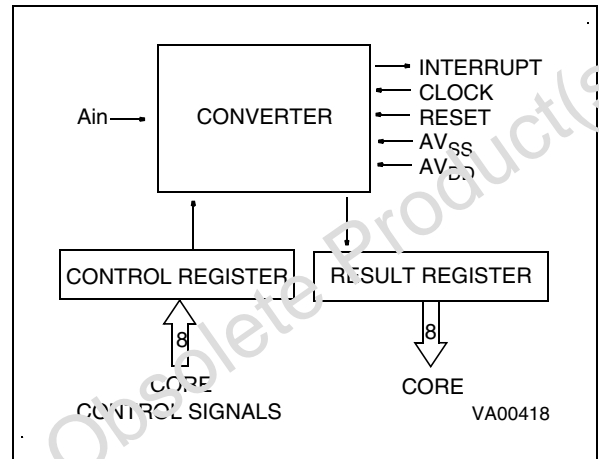 INTERRUPT
CLOCK
RESET
AVSS
AVDD
Ain
CONVERTER
CONTROL REGISTER
RESULT REGISTER
8
8
CORE
CONTROL SIGNALS
CORE
VA00418
Obsolete Product(s